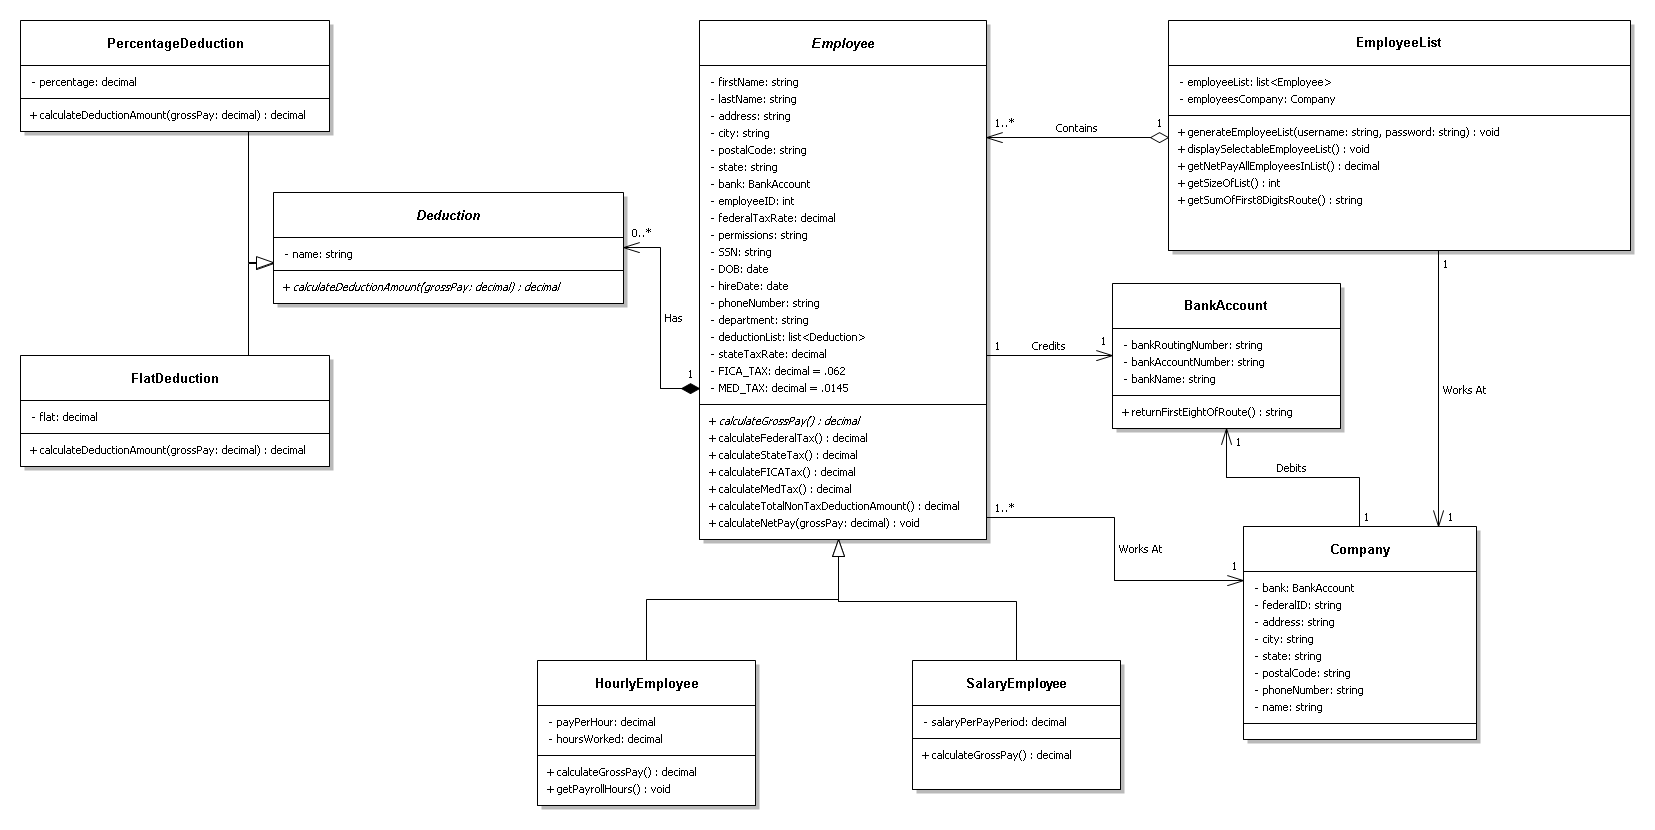 PercentageDeduction
- percentage: decimal
+ calculateDeductionAmount(grossPay: decimal) : decimal
Deduction
- name: string
+ calculateDeductionAmount(grossPay: decimal) : decimal
FlatDeduction
- flat: decimal
+ calculateDeductionAmount(grossPay: decimal) : decimal
0..*
Has
1
Employee
- firstName: string
- lastName: string
- address: string
- city: string
- postalCode: string
- state: string
- bank: BankAccount
- employeeID: int
- federalTaxRate: decimal
- permissions: string
- SSN: string
- DOB: date
- hireDate: date
- phoneNumber: string
- department: string
- deductionList: list<Deduction>
- stateTaxRate: decimal
- FICA_TAX: decimal = .062
- MED_TAX: decimal = .0145
+ calculateGrossPay() : decimal
+ calculateFederalTax() : decimal
+ calculateStateTax() : decimal
+ calculateFICATax() : decimal
+ calculateMedTax() : decimal
+ calculateTotalNonTaxDeductionAmount() : decimal
+ calculateNetPay(grossPay: decimal) : void
1..*
Contains
1
EmployeeList
- employeeList: list<Employee>
- employeesCompany: Company
+ generateEmployeeList(username: string, password: string) : void
+ displaySelectableEmployeeList() : void
+ getNetPayAllEmployeesInList() : decimal
+ getSizeOfList() : int
+ getSumOfFirst8DigitsRoute() : string
1
Works At
1
1
Credits
1
BankAccount
- bankRoutingNumber: string
- bankAccountNumber: string
- bankName: string
+ returnFirstEightOfRoute() : string
1
Debits
1
1..*
Works At
1
Company
- bank: BankAccount
- federalID: string
- address: string
- city: string
- state: string
- postalCode: string
- phoneNumber: string
- name: string
HourlyEmployee
- payPerHour: decimal
- hoursWorked: decimal
+ calculateGrossPay() : decimal
+ getPayrollHours() : void
SalaryEmployee
- salaryPerPayPeriod: decimal
+ calculateGrossPay() : decimal